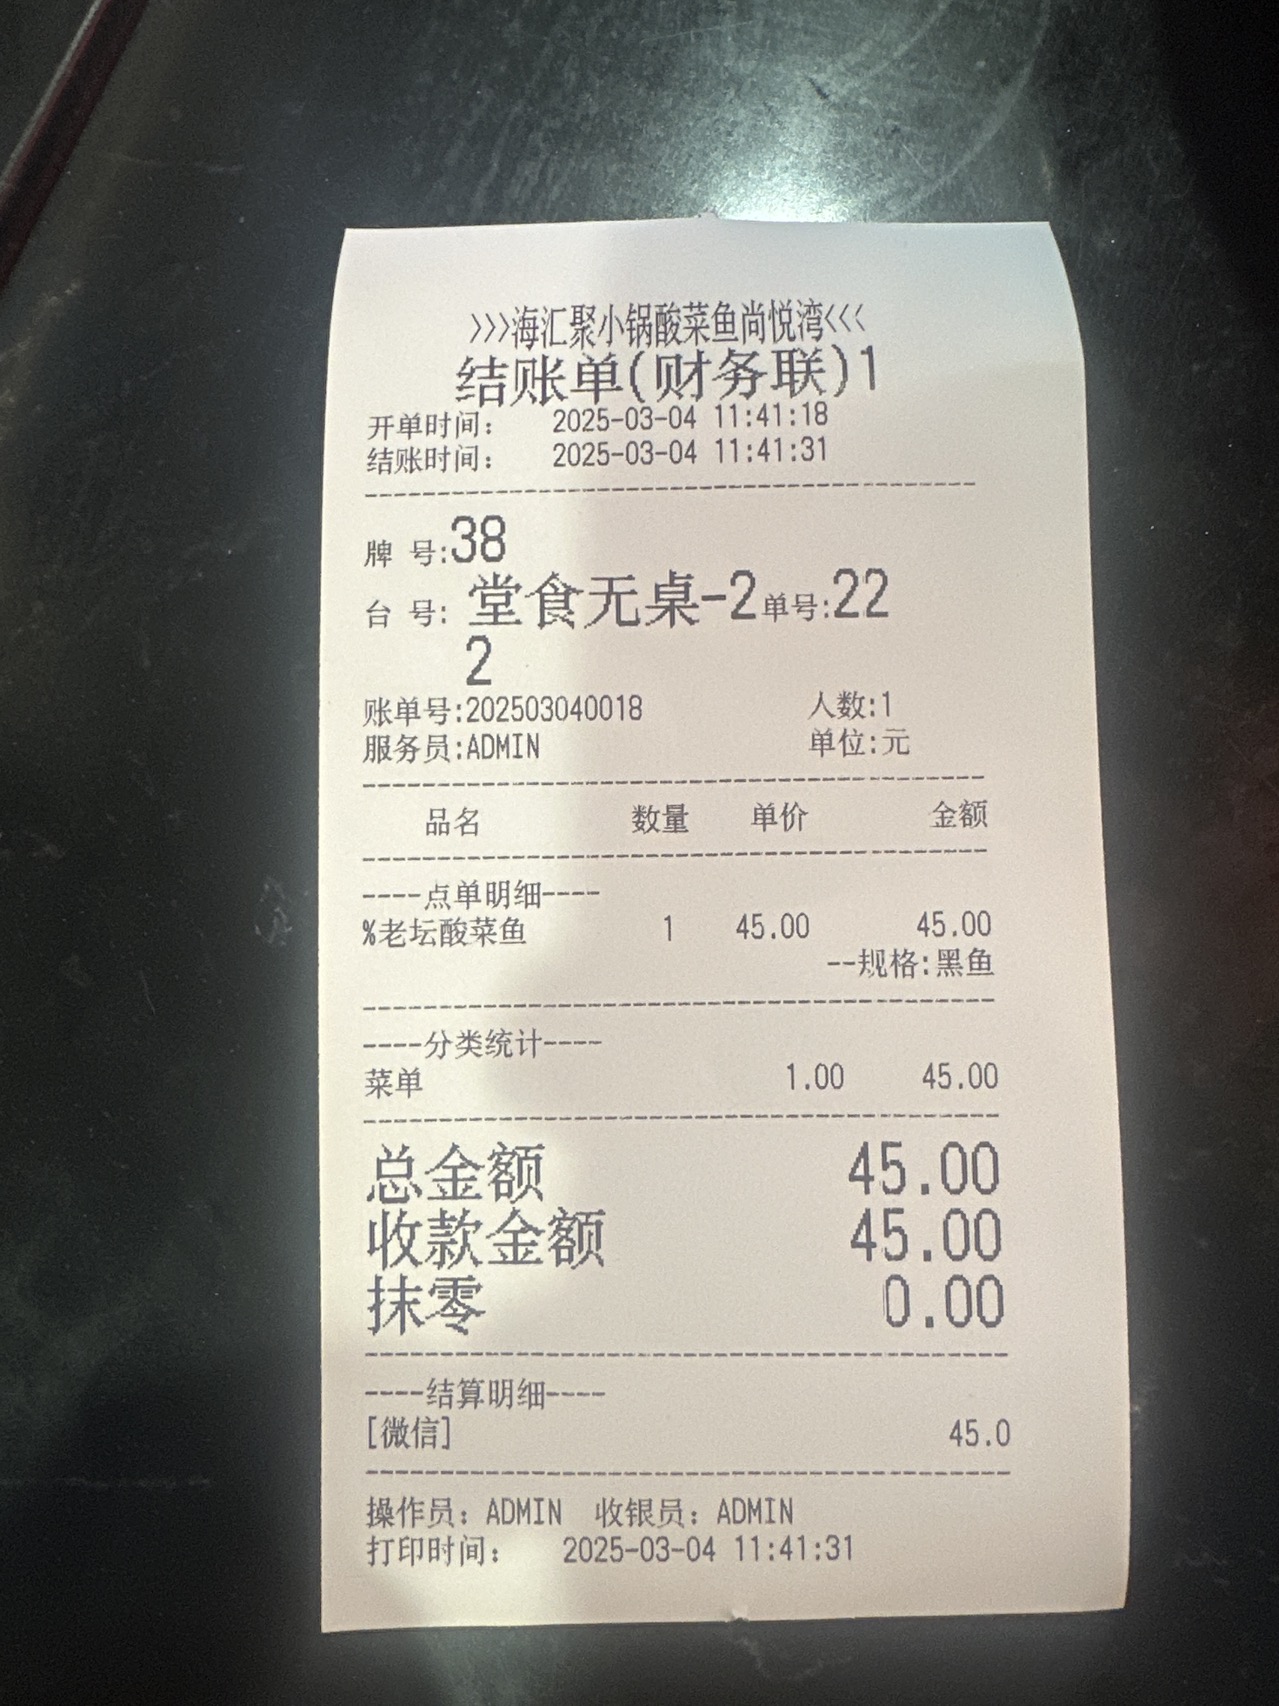 >>>海汇聚小锅酸菜鱼尚悦湾<<<
结账单(财务联)1
开单时间: 2025-03-04 11:41:18
结账时间: 2025-03-04 11:41:31
--------------------------------
牌 号:38
台 号: 堂食无桌-2单号:22
2
账单号:202503040018 人数:1
服务员:ADMIN 单位:元
--------------------------------
品名 数量 单价 金额
--------------------------------
----点单明细----
%老坛酸菜鱼 1 45.00 45.00
--规格:黑鱼
--------------------------------
----分类统计----
菜单 1.00 45.00
--------------------------------
总金额 45.00
收款金额 45.00
抹零 0.00
--------------------------------
----结算明细----
[微信] 45.0
--------------------------------
操作员: ADMIN 收银员: ADMIN
打印时间: 2025-03-04 11:41:31